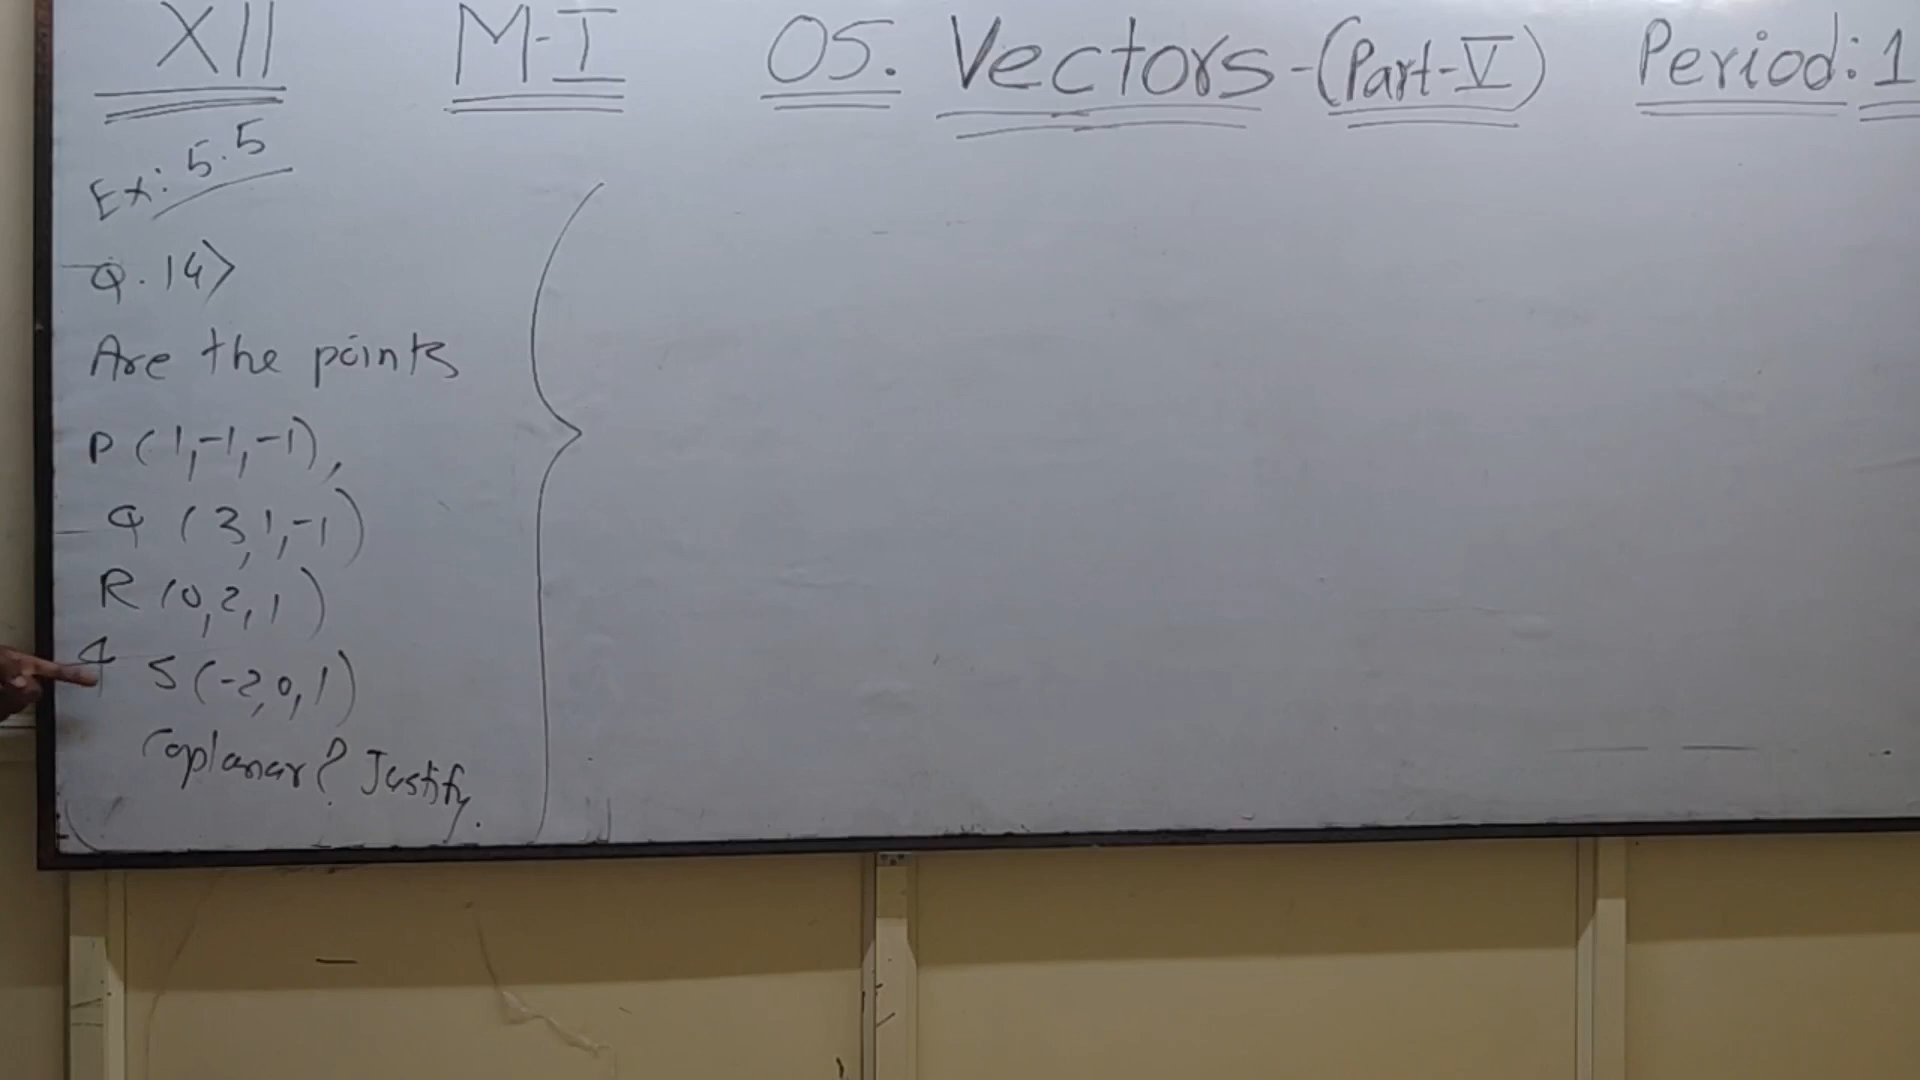 XII M-I 05. Vectors-(Part-V) Period: 1
Ex: 5.5
Q. 14>
Are the points
P (1,-1,-1),
Q (3,1,-1)
R (0,2,1)
& S (-2,0,1)
Coplanar? Justify.